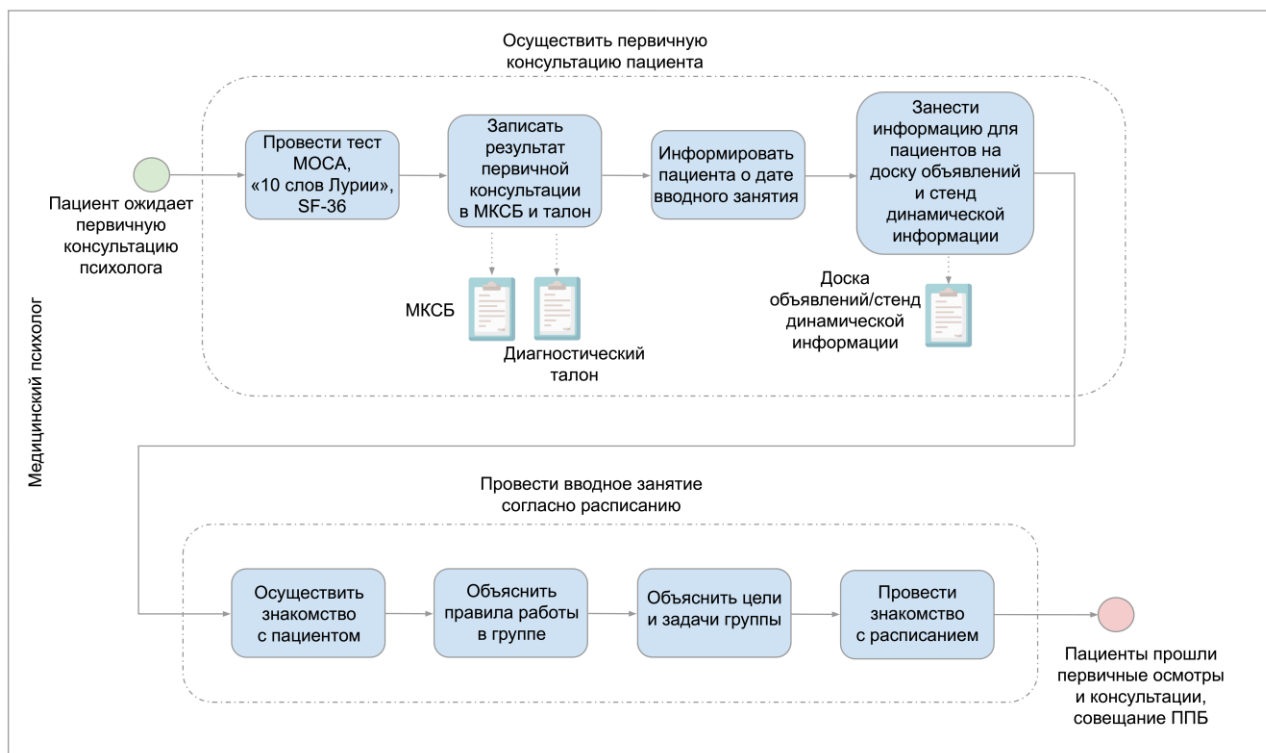 Осуществить первичную
консультацию пациента
Провести тест
МОСА,
«10 слов Лурии»,
SF-36
Записать
результат
первичной
консультации
в МКСБ и талон
Информировать
пациента о дате
вводного занятия
Занести
информацию для
пациентов на
доску объявлений
и стенд
динамической
информации
Пациент ожидает
первичную
консультацию
психолога
МКСБ
Диагностический
талон
Доска
объявлений/стенд
динамической
информации
Медицинский психолог
Провести вводное занятие
согласно расписанию
Осуществить
знакомство
с пациентом
Объяснить
правила работы
в группе
Объяснить цели
и задачи группы
Провести
знакомство
с расписанием
Пациенты прошли
первичные осмотры
и консультации,
совещание ППБ